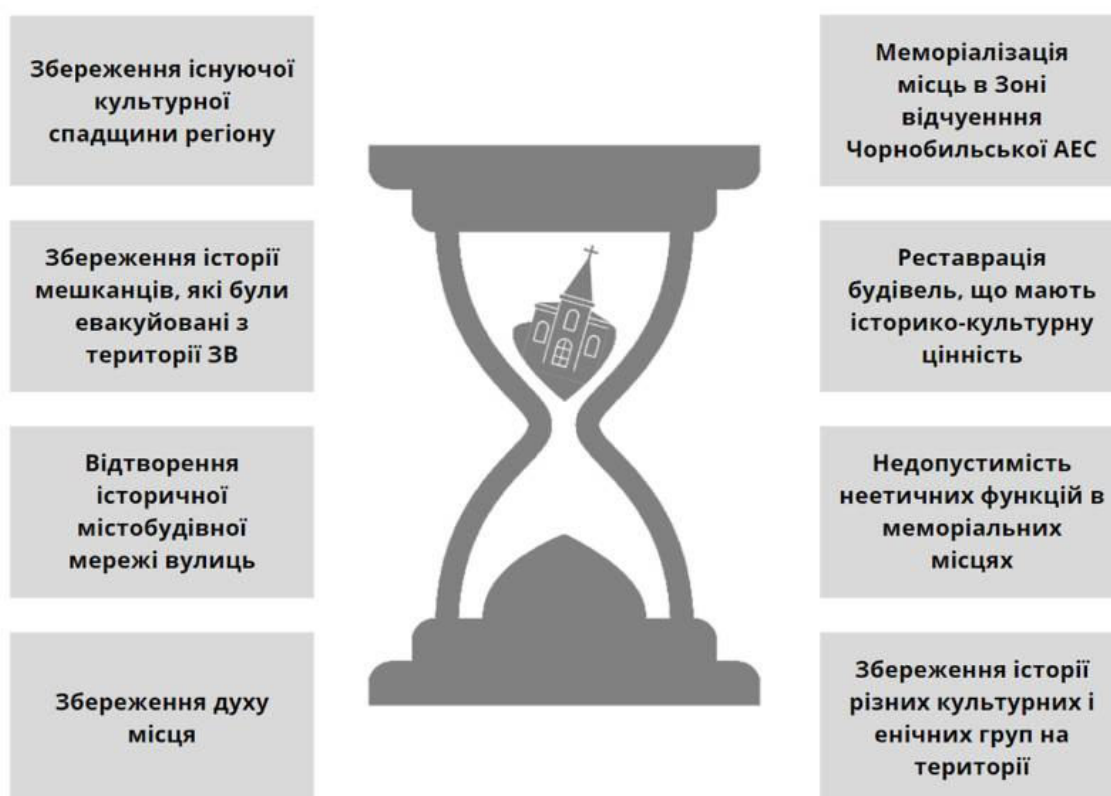 Збереження існуючої
культурної
спадщини регіону
Збереження історії
мешканців, які були
евакуйовані з
території ЗВ
Відтворення
історичної
містобудівної
мережі вулиць
Збереження духу
місця
Меморіалізація
місць в Зоні
відчуенння
Чорнобильської АЕС
Реставрація
будівель, що мають
історико-культурну
цінність
Недопустимість
неетичних функцій в
меморіальних
місцях
Збереження історії
різних культурних і
енічних груп на
території